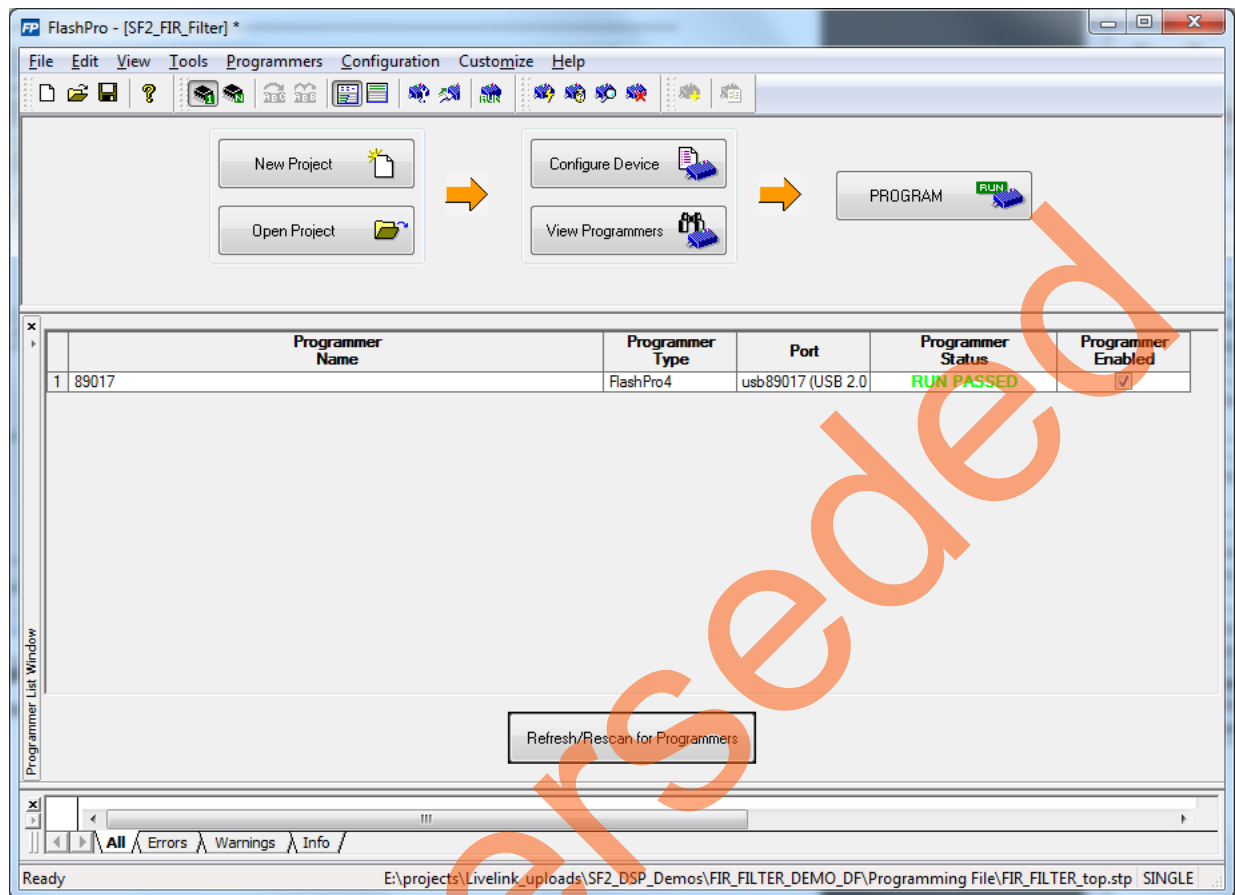 FlashPro - [SF2_FIR_Filter] *
File Edit View Tools Programmers Configuration Customize Help
New Project
Configure Device
PROGRAM
RUN
Open Project
View Programmers
Programmer Name
Programmer Type
Port
Programmer Status
Programmer Enabled
1 89017 FlashPro4 usb89017 (USB 2.0 RUN PASSED
Programmer List Window
Refresh/Rescan for Programmers
All Errors Warnings Info
Ready E:\projects\Livelink_uploads\SF2_DSP_Demos\FIR_FILTER_DEMO_DF\Programming File\FIR_FILTER_top.stp SINGLE
erseded